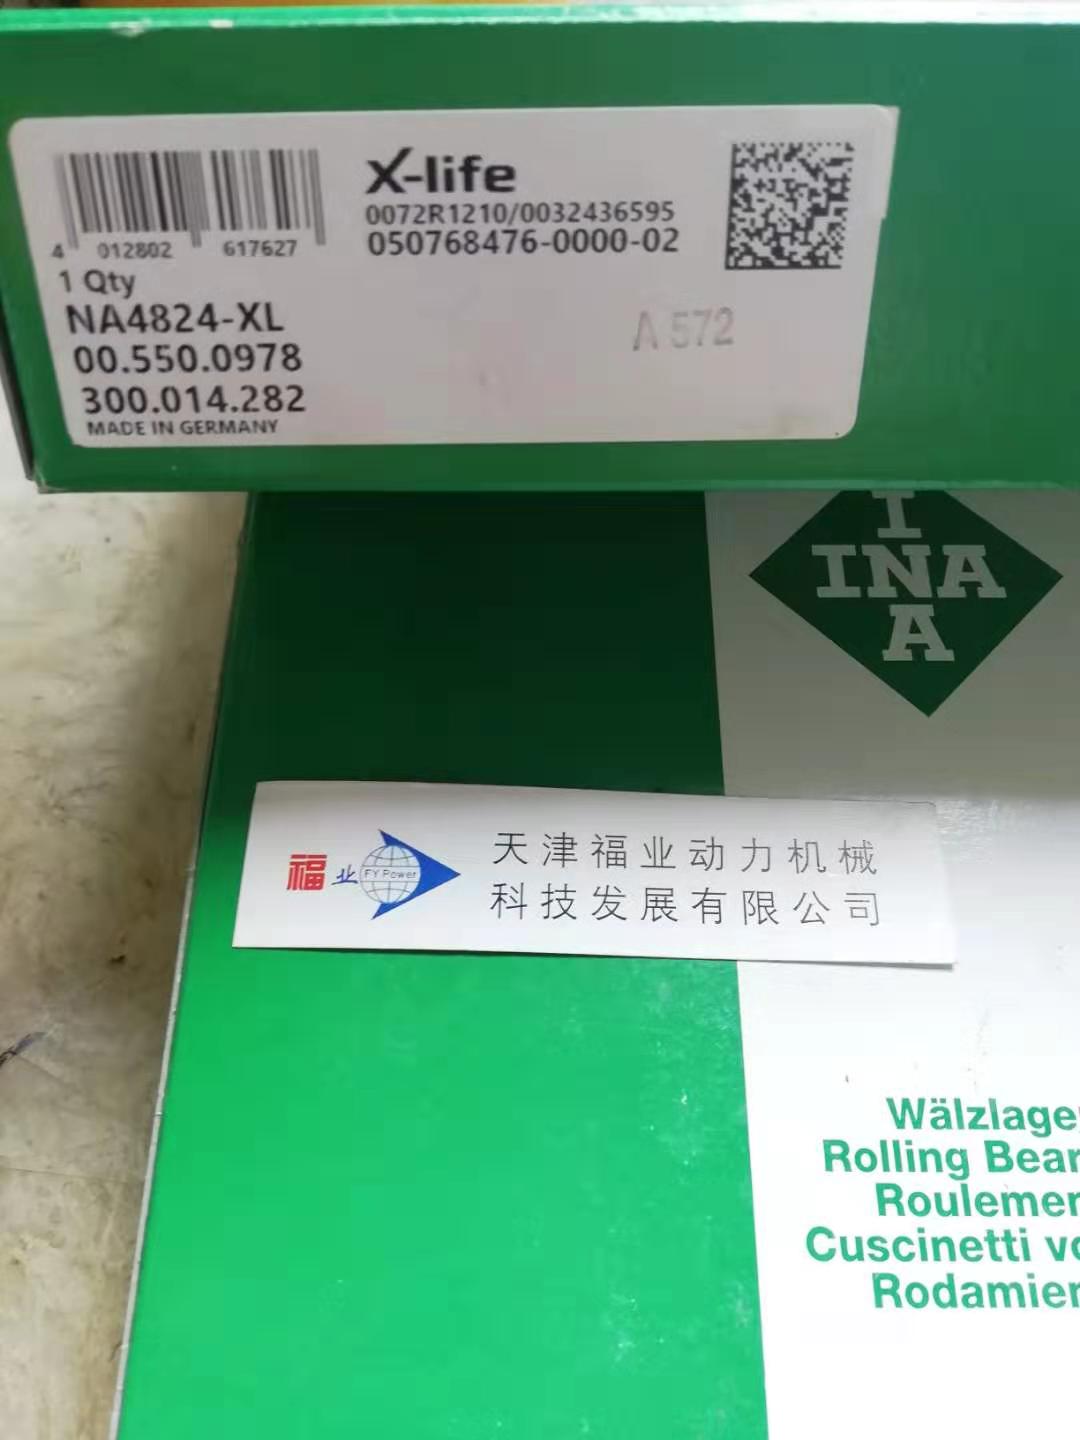 X-life
0072R1210/0032436595
050768476-0000-02
4 012802 617627
1 Qty
NA4824-XL
00.550.0978
300.014.282
MADE IN GERMANY
A 572
I
INA
A
福 业 FY Power
天津福业动力机械
科技发展有限公司
Wälzlage
Rolling Bear
Roulemen
Cuscinetti vo
Rodamien